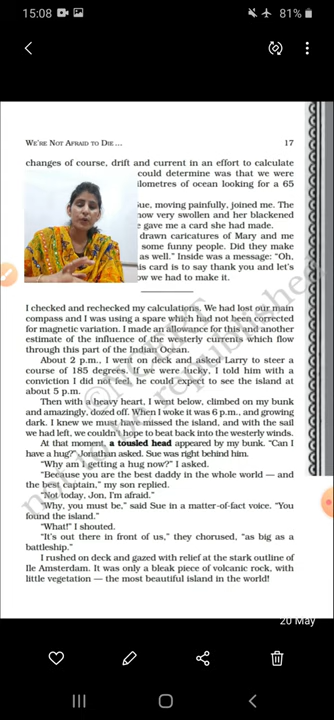 15:08
81%
WE'RE NOT AFRAID TO DIE... 17
changes of course, drift and current in an effort to calculate
could determine was that we were
ilometres of ocean looking for a 65
ue, moving painfully, joined me. The
now very swollen and her blackened
gave me a card she had made.
drawn caricatures of Mary and me
some funny people. Did they make
as well." Inside was a message: "Oh,
is card is to say thank you and let's
ow we had to make it.
I checked and rechecked my calculations. We had lost our main
compass and I was using a spare which had not been corrected
for magnetic variation. I made an allowance for this and another
estimate of the influence of the westerly currents which flow
through this part of the Indian Ocean.
About 2 p.m., I went on deck and asked Larry to steer a
course of 185 degrees. If we were lucky, I told him with a
conviction I did not feel, he could expect to see the island at
about 5 p.m.
Then with a heavy heart, I went below, climbed on my bunk
and amazingly, dozed off. When I woke it was 6 p.m., and growing
dark. I knew we must have missed the island, and with the sail
we had left, we couldn't hope to beat back into the westerly winds.
At that moment, a tousled head appeared by my bunk. "Can I
have a hug?" Jonathan asked. Sue was right behind him.
"Why am I getting a hug now?" I asked.
"Because you are the best daddy in the whole world — and
the best captain," my son replied.
"Not today, Jon, I'm afraid."
"Why, you must be," said Sue in a matter-of-fact voice. "You
found the island."
"What!" I shouted.
"It's out there in front of us," they chorused, "as big as a
battleship."
I rushed on deck and gazed with relief at the stark outline of
Ile Amsterdam. It was only a bleak piece of volcanic rock, with
little vegetation — the most beautiful island in the world!
not to be republished
20 May